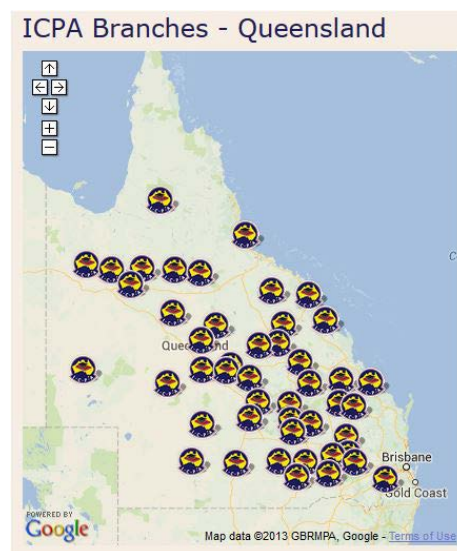 ICPA Branches - Queensland
Queensland
Brisbane
Gold Coast
POWERED BY
Google
Map data ©2013 GBRMPA, Google - Terms of Use